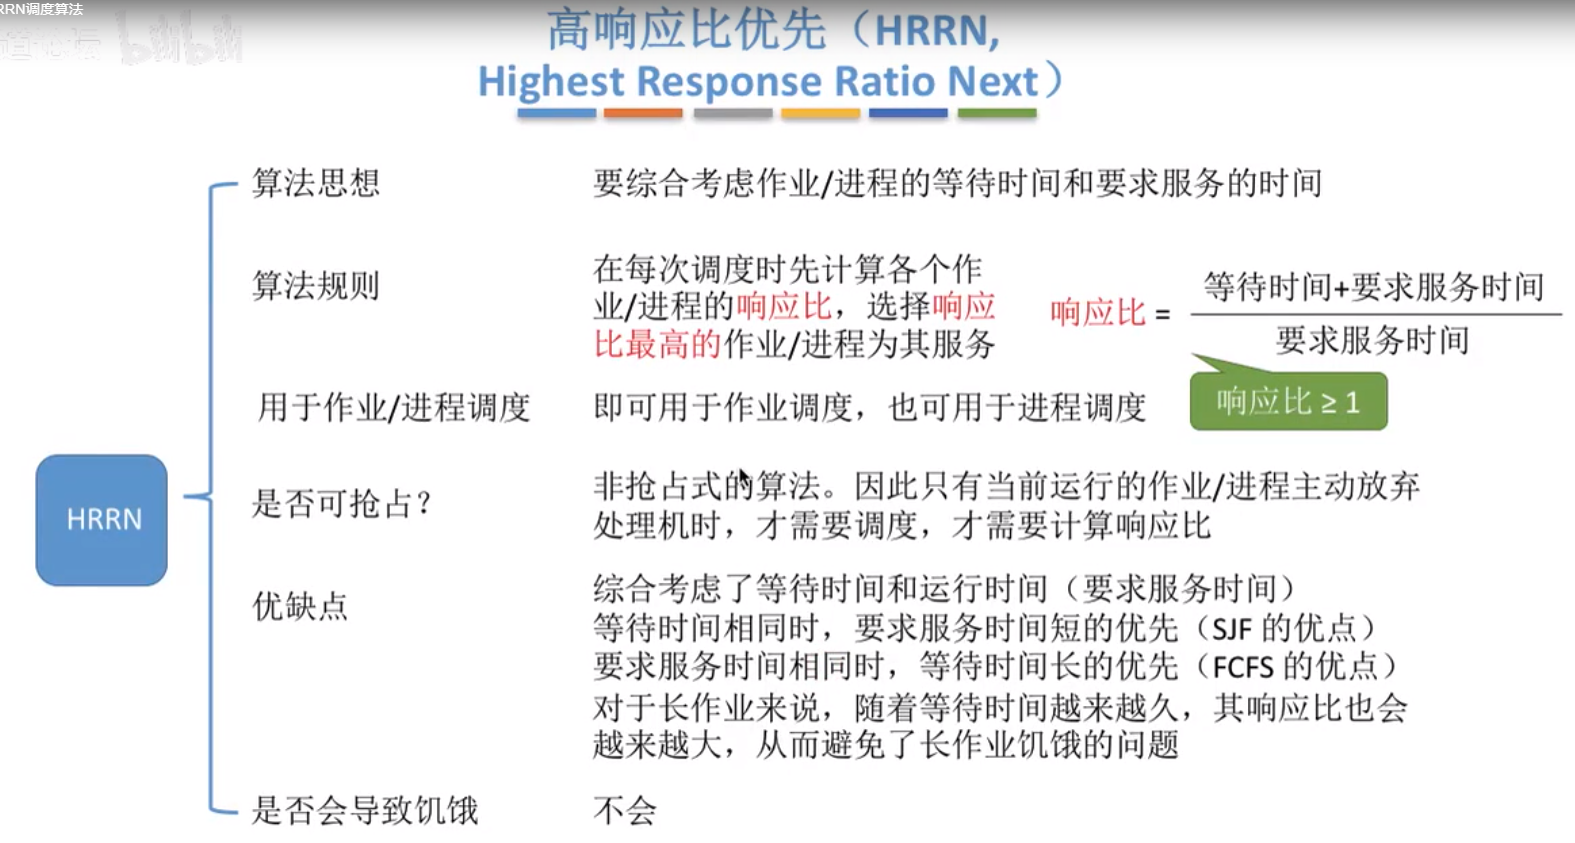 RRN调度算法
bilibili
高响应比优先（HRRN,
Highest Response Ratio Next）
算法思想
要综合考虑作业/进程的等待时间和要求服务的时间
算法规则
在每次调度时先计算各个作
业/进程的响应比，选择响应
比最高的作业/进程为其服务
响应比 =
等待时间+要求服务时间
要求服务时间
响应比 ≥ 1
用于作业/进程调度
即可用于作业调度，也可用于进程调度
HRRN
是否可抢占？
非抢占式的算法。因此只有当前运行的作业/进程主动放弃
处理机时，才需要调度，才需要计算响应比
优缺点
综合考虑了等待时间和运行时间（要求服务时间）
等待时间相同时，要求服务时间短的优先（SJF 的优点）
要求服务时间相同时，等待时间长的优先（FCFS 的优点）
对于长作业来说，随着等待时间越来越久，其响应比也会
越来越大，从而避免了长作业饥饿的问题
是否会导致饥饿
不会